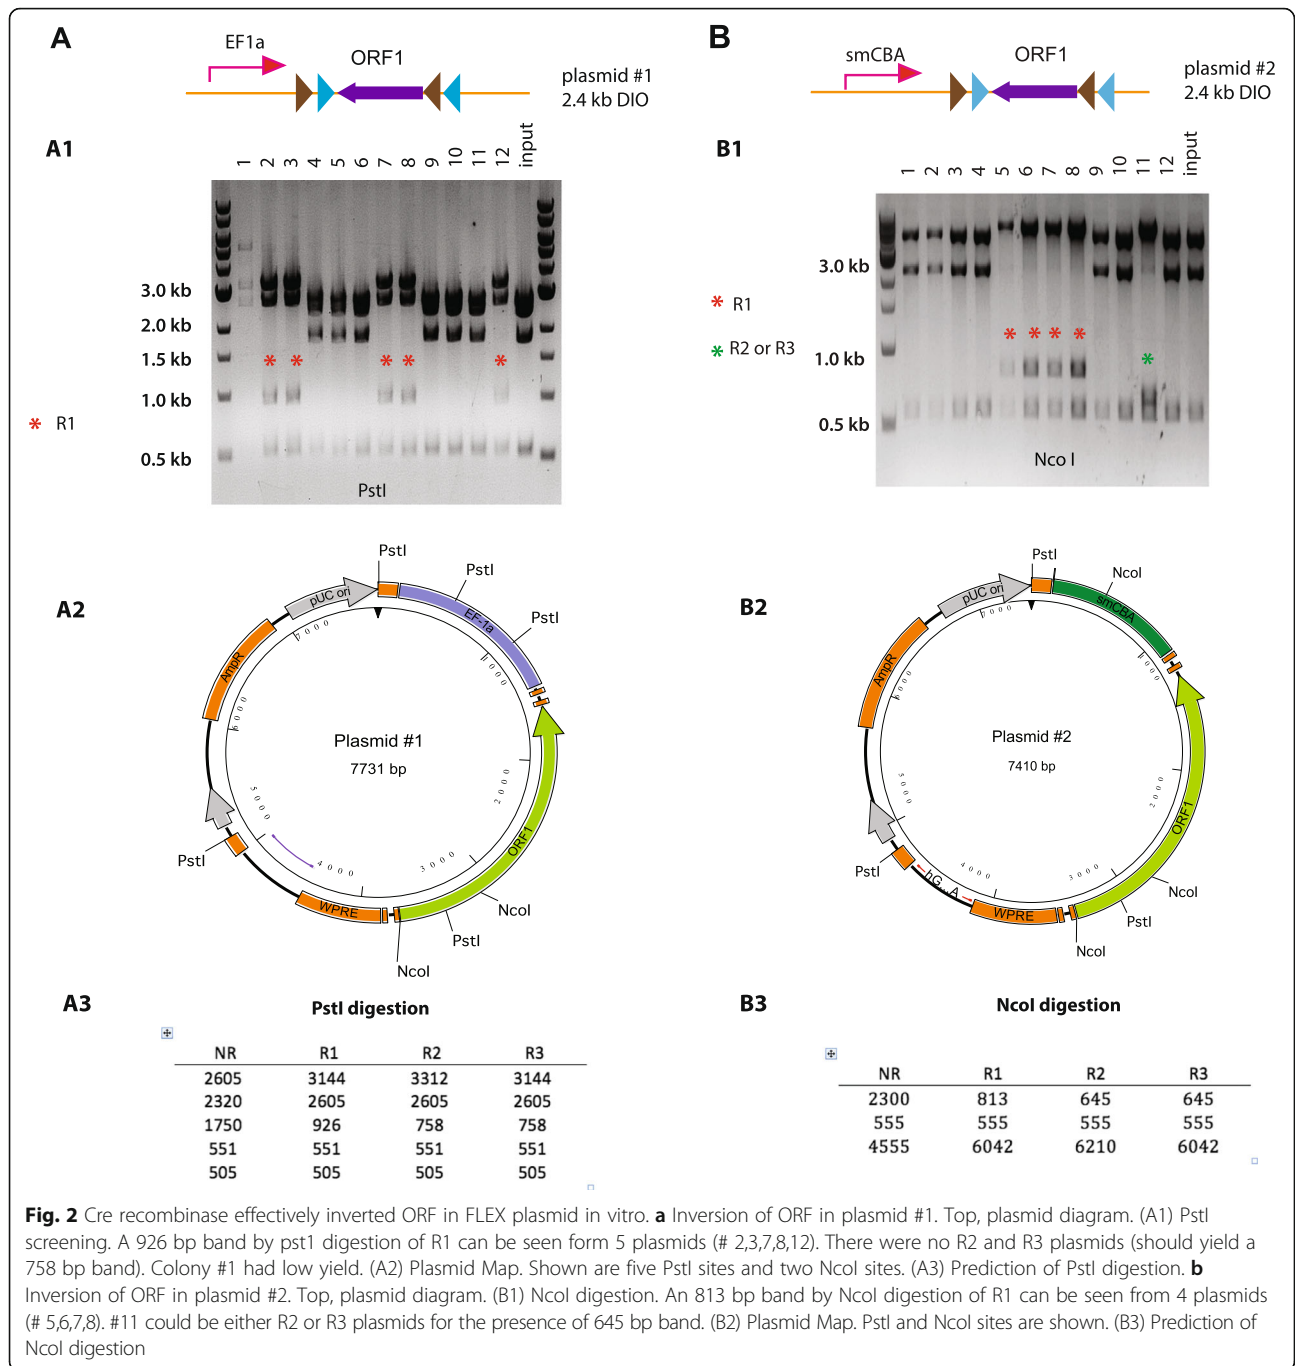 A
EF1a
ORF1
plasmid #1
2.4 kb DIO
B
smCBA
ORF1
plasmid #2
2.4 kb DIO
A1
1 2 3 4 5 6 7 8 9 10 11 12 input
3.0 kb
2.0 kb
1.5 kb
* * * * *
1.0 kb
* R1
0.5 kb
PstI
B1
1 2 3 4 5 6 7 8 9 10 11 12 input
3.0 kb
* R1
* * * *
* R2 or R3
1.0 kb
*
0.5 kb
Nco I
A2
PstI
PstI
PstI
pUC ori
EF-1a
AmpR
1000
2000
3000
4000
5000
6000
7000
Plasmid #1
7731 bp
ORF1
NcoI
PstI
NcoI
WPRE
PstI
B2
PstI
NcoI
pUC ori
smCBA
AmpR
1000
2000
3000
4000
5000
6000
7000
Plasmid #2
7410 bp
ORF1
NcoI
PstI
NcoI
WPRE
hG...A
PstI
A3
PstI digestion
NR R1 R2 R3
2605 3144 3312 3144
2320 2605 2605 2605
1750 926 758 758
551 551 551 551
505 505 505 505
B3
NcoI digestion
NR R1 R2 R3
2300 813 645 645
555 555 555 555
4555 6042 6210 6042
Fig. 2 Cre recombinase effectively inverted ORF in FLEX plasmid in vitro. a Inversion of ORF in plasmid #1. Top, plasmid diagram. (A1) PstI
screening. A 926 bp band by pst1 digestion of R1 can be seen form 5 plasmids (# 2,3,7,8,12). There were no R2 and R3 plasmids (should yield a
758 bp band). Colony #1 had low yield. (A2) Plasmid Map. Shown are five PstI sites and two NcoI sites. (A3) Prediction of PstI digestion. b
Inversion of ORF in plasmid #2. Top, plasmid diagram. (B1) NcoI digestion. An 813 bp band by NcoI digestion of R1 can be seen from 4 plasmids
(# 5,6,7,8). #11 could be either R2 or R3 plasmids for the presence of 645 bp band. (B2) Plasmid Map. PstI and NcoI sites are shown. (B3) Prediction of
NcoI digestion